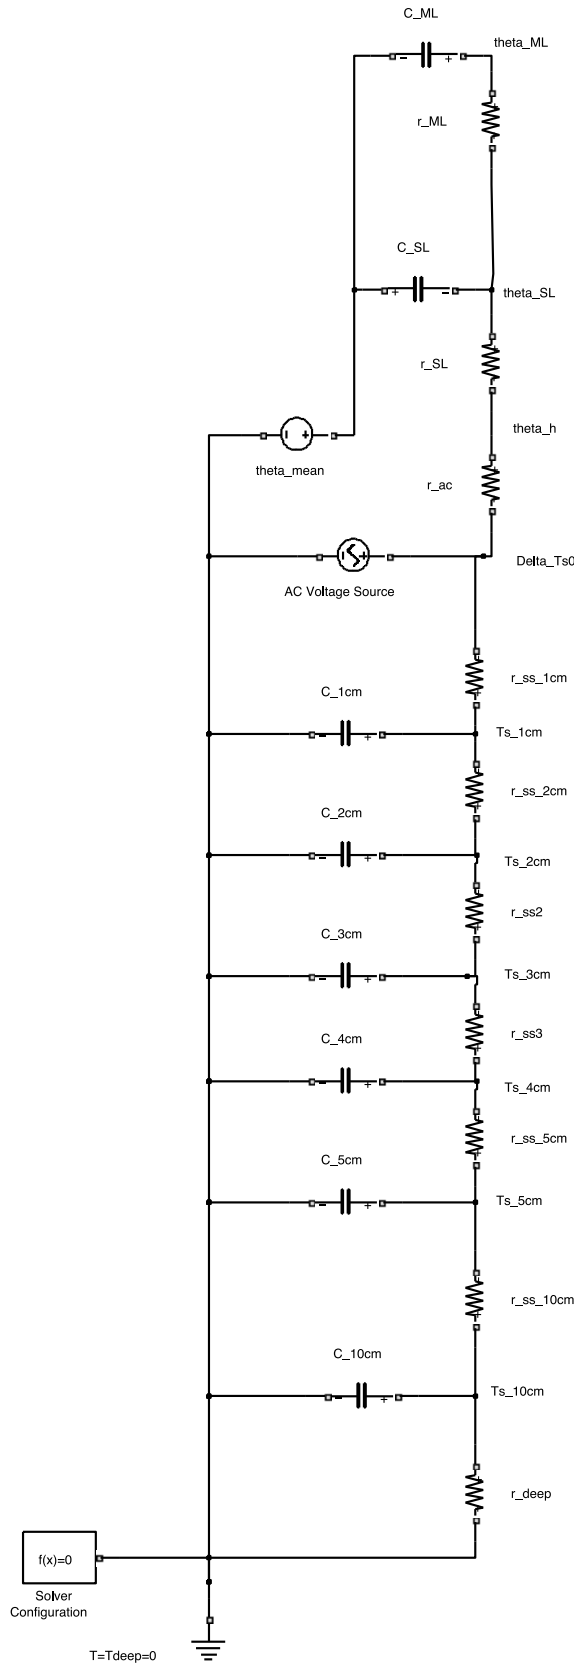 C_ML
theta_ML
r_ML
C_SL
theta_SL
r_SL
theta_h
theta_mean
r_ac
Delta_Ts0
AC Voltage Source
r_ss_1cm
C_1cm
Ts_1cm
r_ss_2cm
C_2cm
Ts_2cm
r_ss2
C_3cm
Ts_3cm
r_ss3
C_4cm
Ts_4cm
r_ss_5cm
C_5cm
Ts_5cm
r_ss_10cm
C_10cm
Ts_10cm
r_deep
f(x)=0
Solver
Configuration
T=Tdeep=0